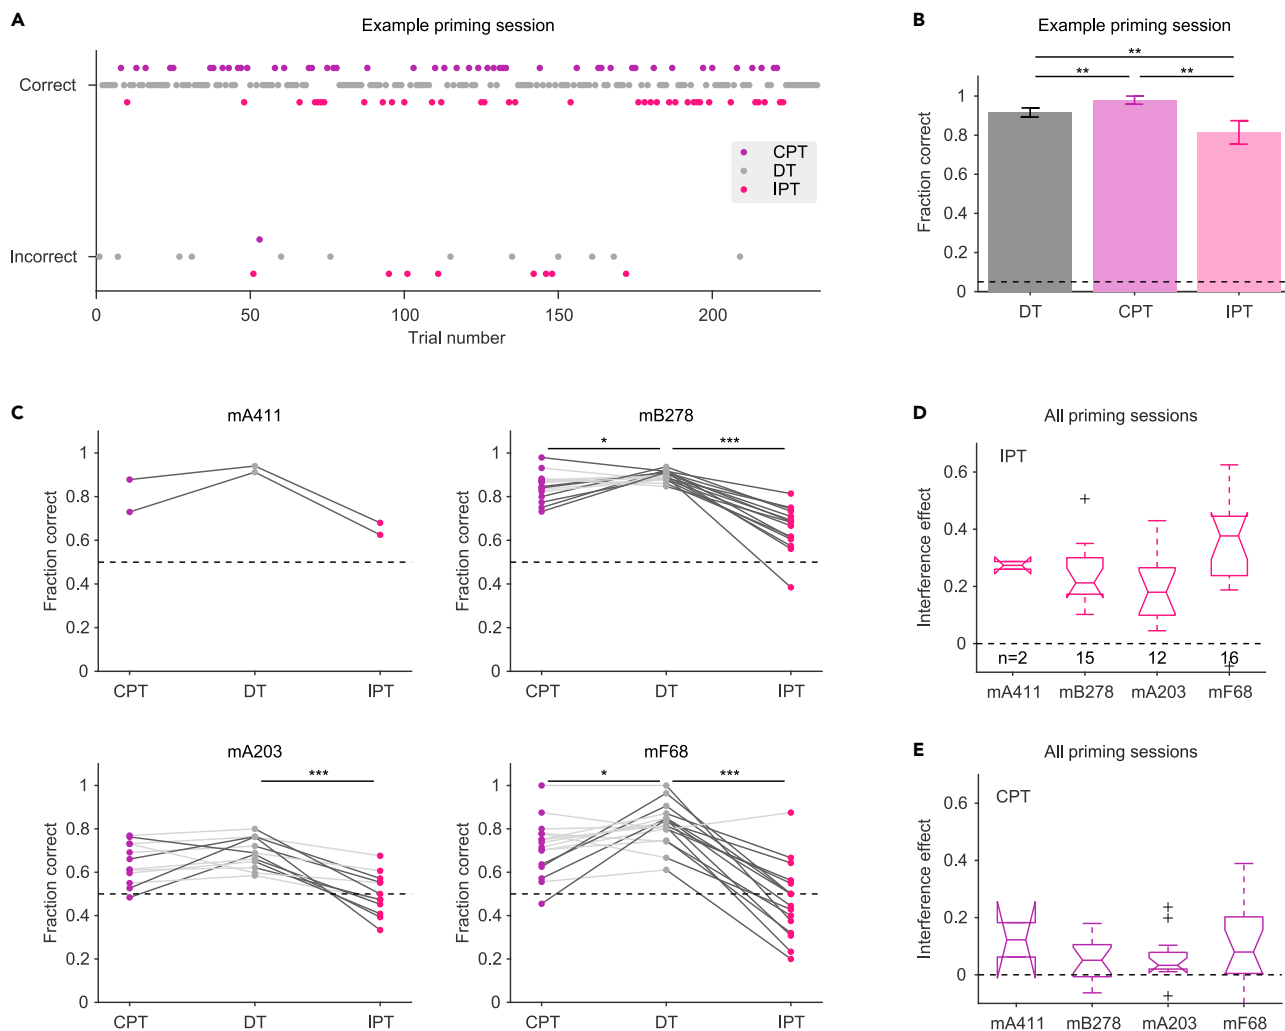 A
Example priming session
Correct
Incorrect
CPT
DT
IPT
0
50
100
150
200
Trial number
B
Example priming session
**
**
**
1
0.8
0.6
0.4
0.2
0
Fraction correct
DT
CPT
IPT
C
mA411
1
0.8
0.6
0.4
0.2
0
Fraction correct
CPT
DT
IPT
mB278
*
***
1
0.8
0.6
0.4
0.2
0
Fraction correct
CPT
DT
IPT
mA203
***
1
0.8
0.6
0.4
0.2
0
Fraction correct
CPT
DT
IPT
mF68
*
***
1
0.8
0.6
0.4
0.2
0
Fraction correct
CPT
DT
IPT
D
All priming sessions
IPT
0.6
0.4
0.2
0
Interference effect
n=2
15
12
16
mA411
mB278
mA203
mF68
E
All priming sessions
CPT
0.6
0.4
0.2
0
Interference effect
mA411
mB278
mA203
mF68